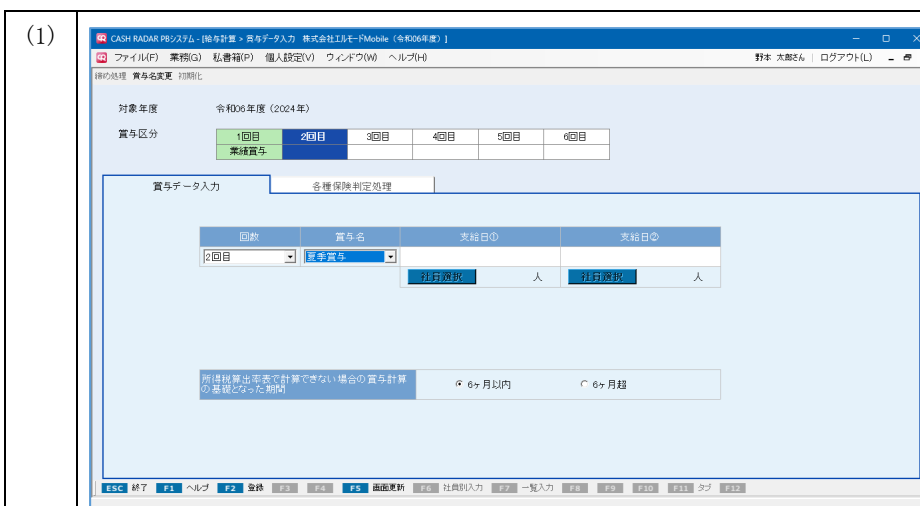 (1)
CASH RADAR PBシステム - [給与計算 > 賞与データ入力 株式会社エルモードMobile（令和06年度）]
ファイル(F) 業務(G) 私書箱(P) 個人設定(V) ウィンドウ(W) ヘルプ(H) 野本 太郎さん ログアウト(L)
締め処理 賞与名変更 初期化
対象年度 令和06年度（2024年）
賞与区分 1回目 2回目 3回目 4回目 5回目 6回目
業績賞与
賞与データ入力 各種保険判定処理
回数 賞与名 支給日① 支給日②
2回目 夏季賞与
社員選択 人 社員選択 人
所得税算出率表で計算できない場合の賞与計算
の基礎となった期間
6ヶ月以内 6ヶ月超
ESC 終了 F1 ヘルプ F2 登録 F3 F4 F5 画面更新 F6 社員別入力 F7 一覧入力 F8 F9 F10 F11 タブ F12